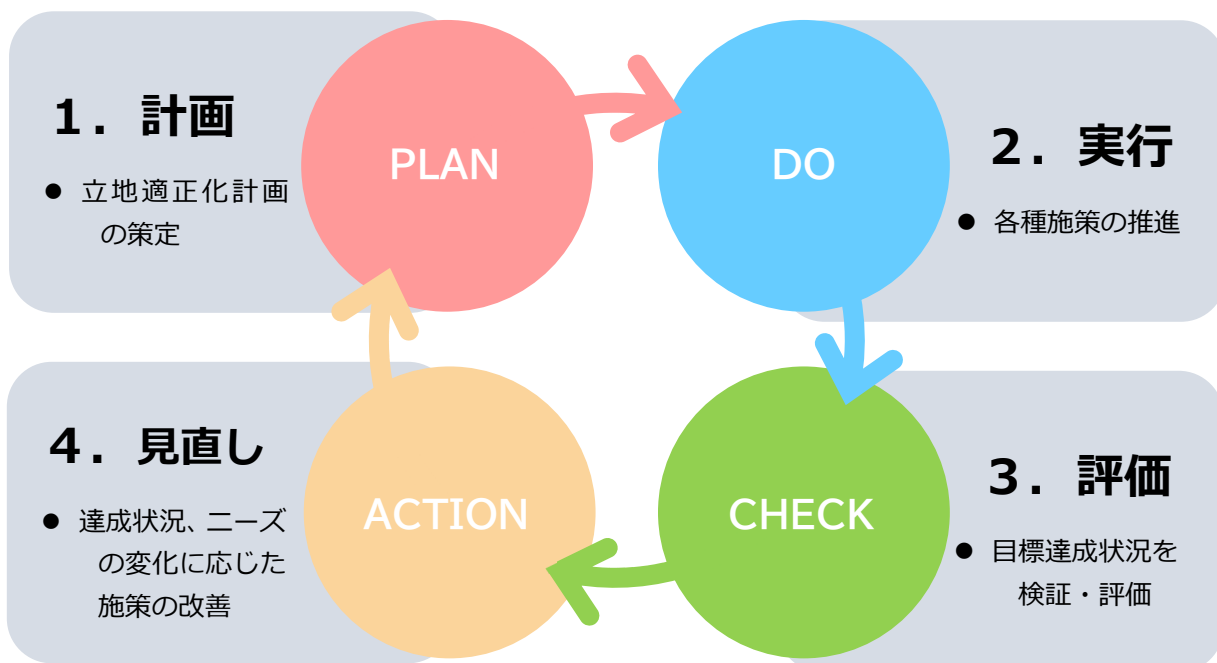 1. 計画
● 立地適正化計画
の策定
PLAN
DO
2. 実行
● 各種施策の推進
4. 見直し
● 達成状況、ニーズ
の変化に応じた
施策の改善
ACTION
CHECK
3. 評価
● 目標達成状況を
検証・評価